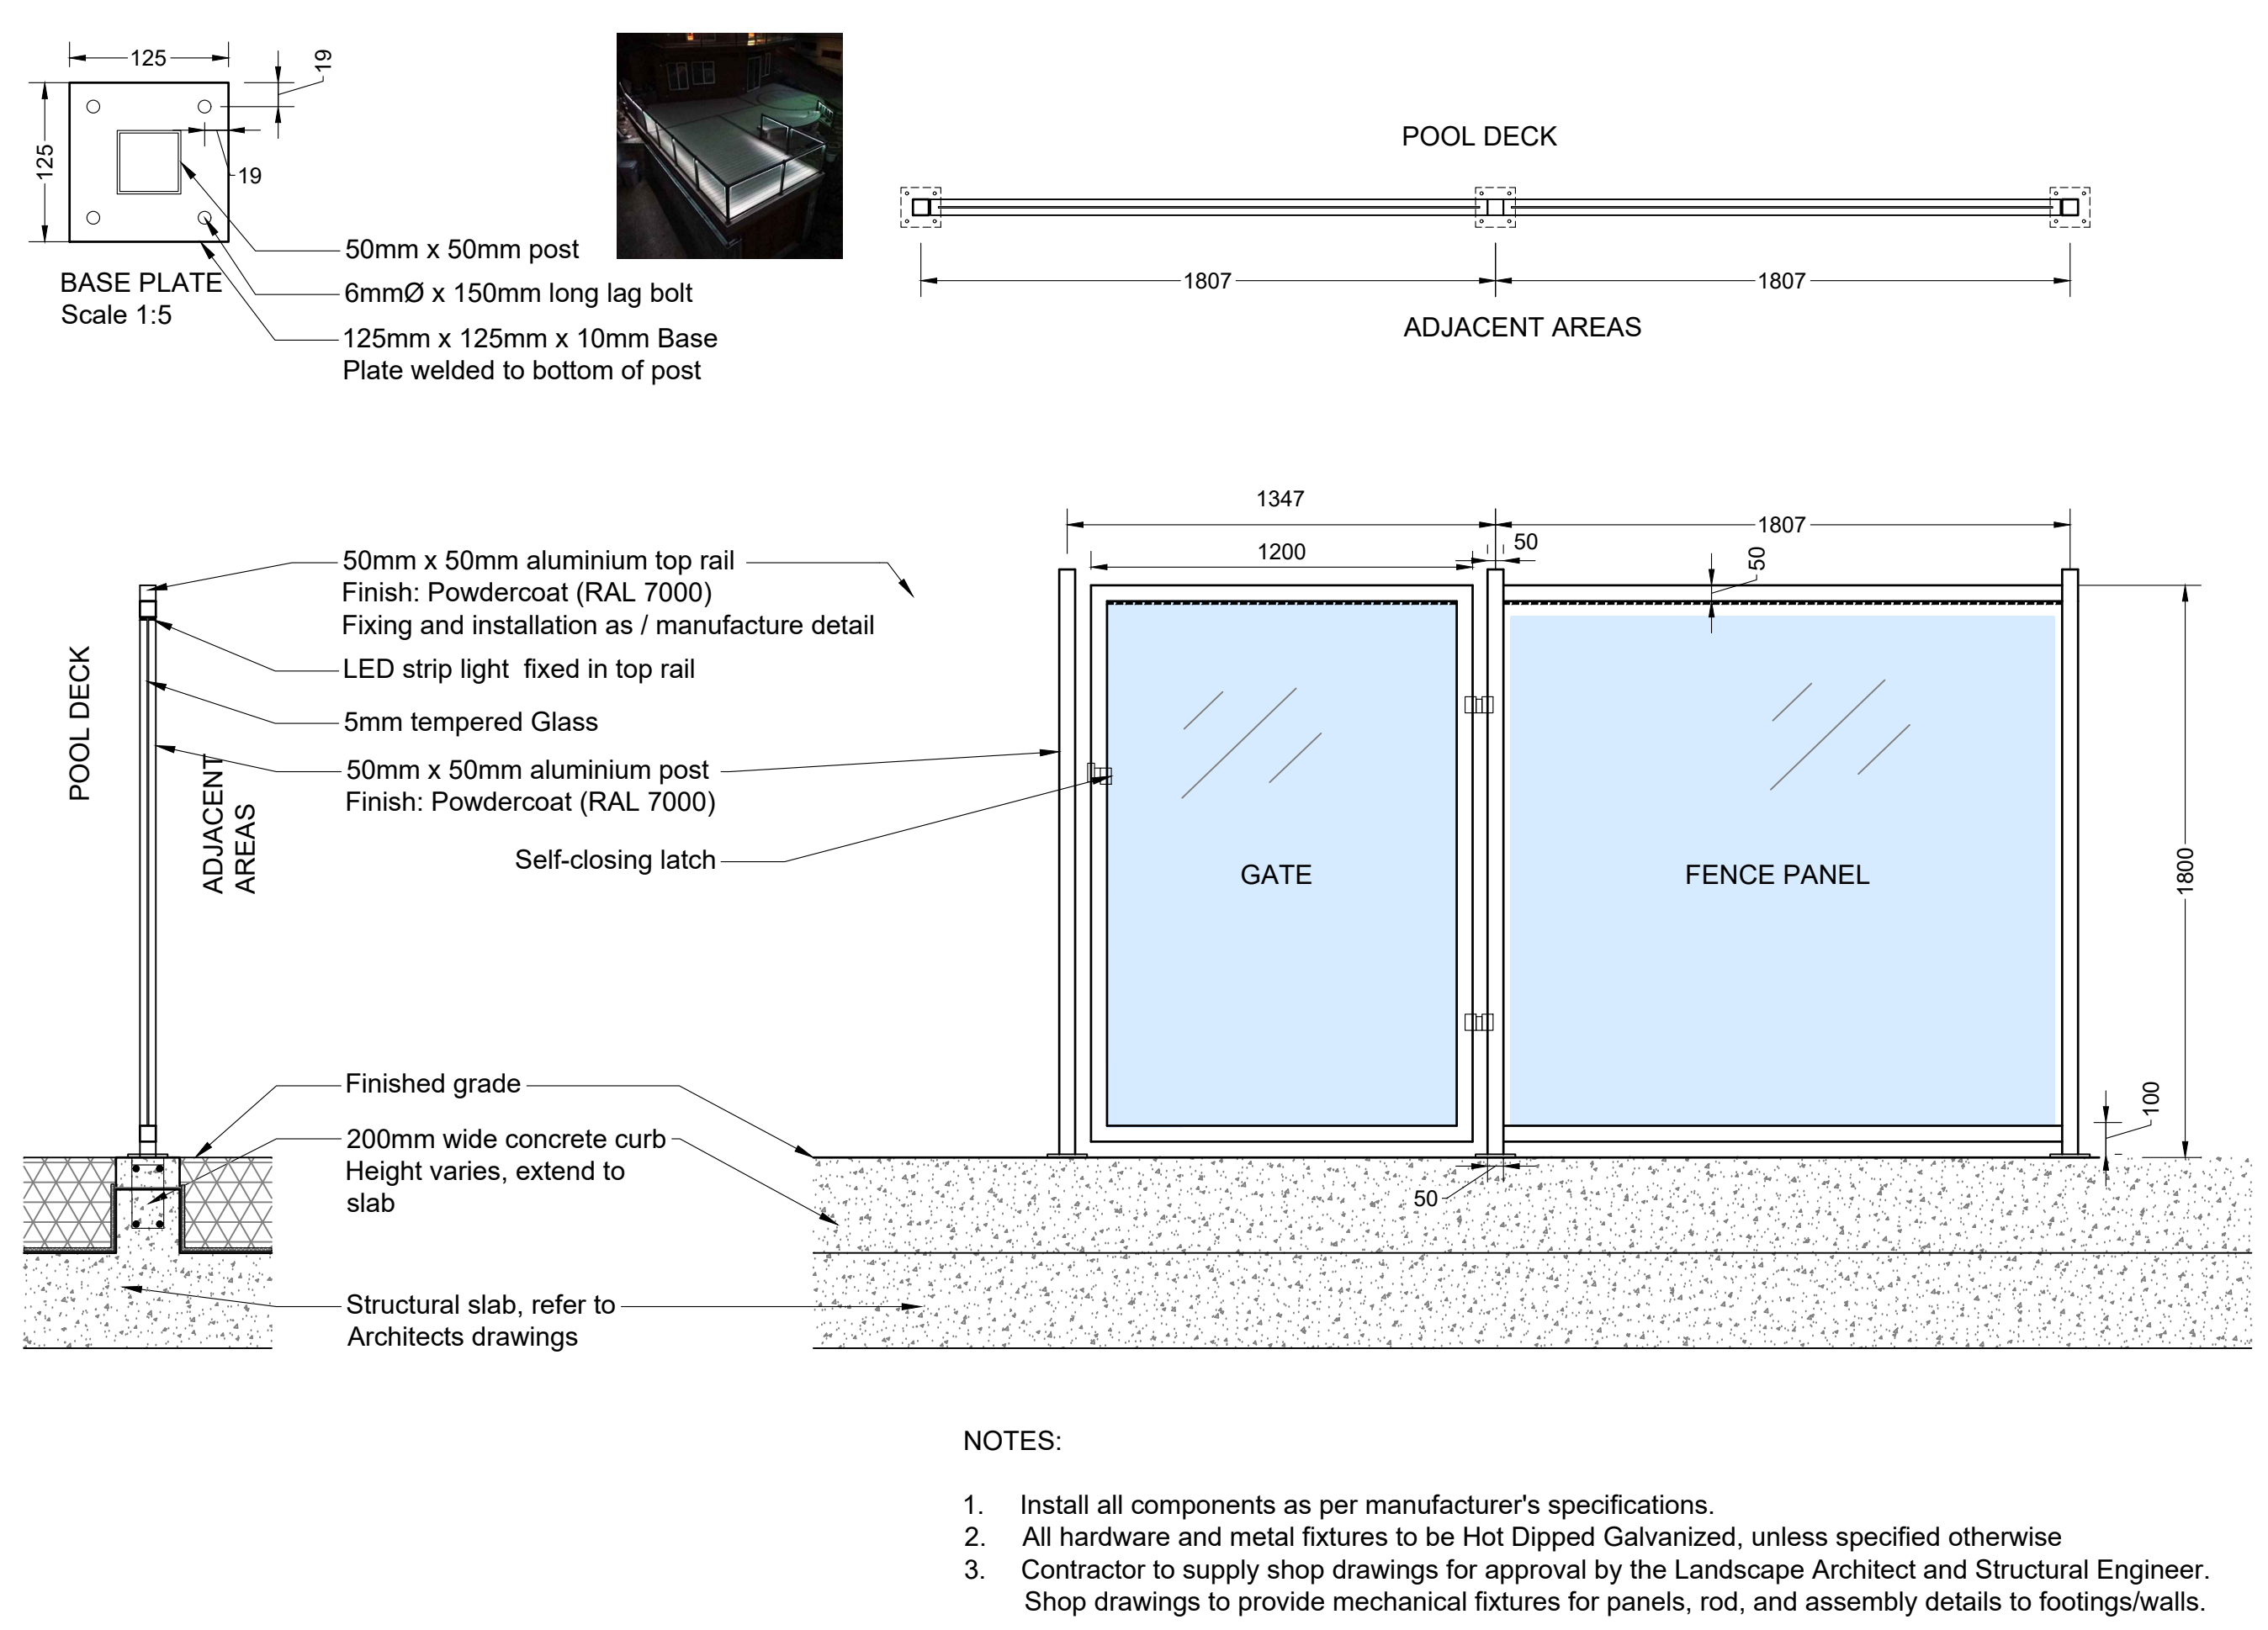 125
19
125
19
50mm x 50mm post
6mmØ x 150mm long lag bolt
125mm x 125mm x 10mm Base
Plate welded to bottom of post
BASE PLATE
Scale 1:5
POOL DECK
1807
1807
ADJACENT AREAS
50mm x 50mm aluminium top rail
Finish: Powdercoat (RAL 7000)
Fixing and installation as / manufacture detail
LED strip light fixed in top rail
5mm tempered Glass
50mm x 50mm aluminium post
Finish: Powdercoat (RAL 7000)
Self-closing latch
POOL DECK
ADJACENT
AREAS
Finished grade
200mm wide concrete curb
Height varies, extend to
slab
Structural slab, refer to
Architects drawings
1347
1807
1200
50
50
GATE
FENCE PANEL
1800
100
50
NOTES:
1. Install all components as per manufacturer's specifications.
2. All hardware and metal fixtures to be Hot Dipped Galvanized, unless specified otherwise
3. Contractor to supply shop drawings for approval by the Landscape Architect and Structural Engineer.
Shop drawings to provide mechanical fixtures for panels, rod, and assembly details to footings/walls.